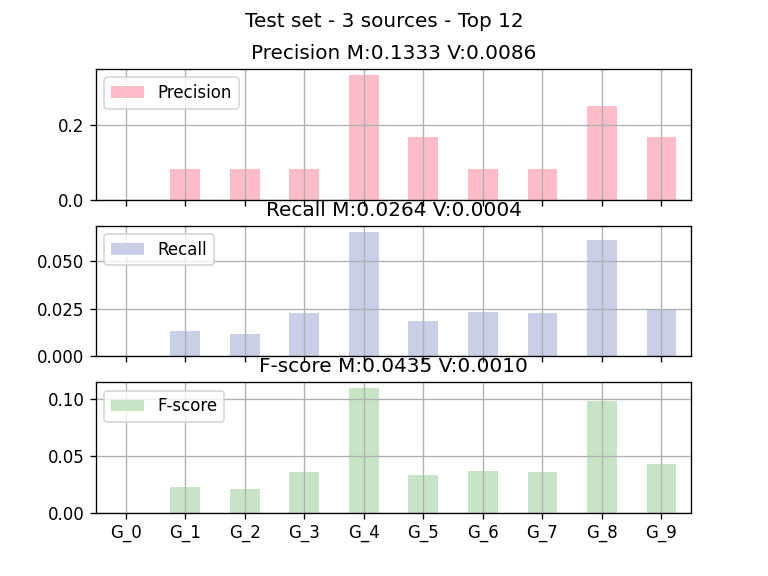 Test set - 3 sources - Top 12
Precision M:0.1333 V:0.0086
Precision
0.2
0.0
Recall M:0.0264 V:0.0004
Recall
0.050
0.025
0.000
F-score M:0.0435 V:0.0010
F-score
0.10
0.05
0.00
G_0 G_1 G_2 G_3 G_4 G_5 G_6 G_7 G_8 G_9